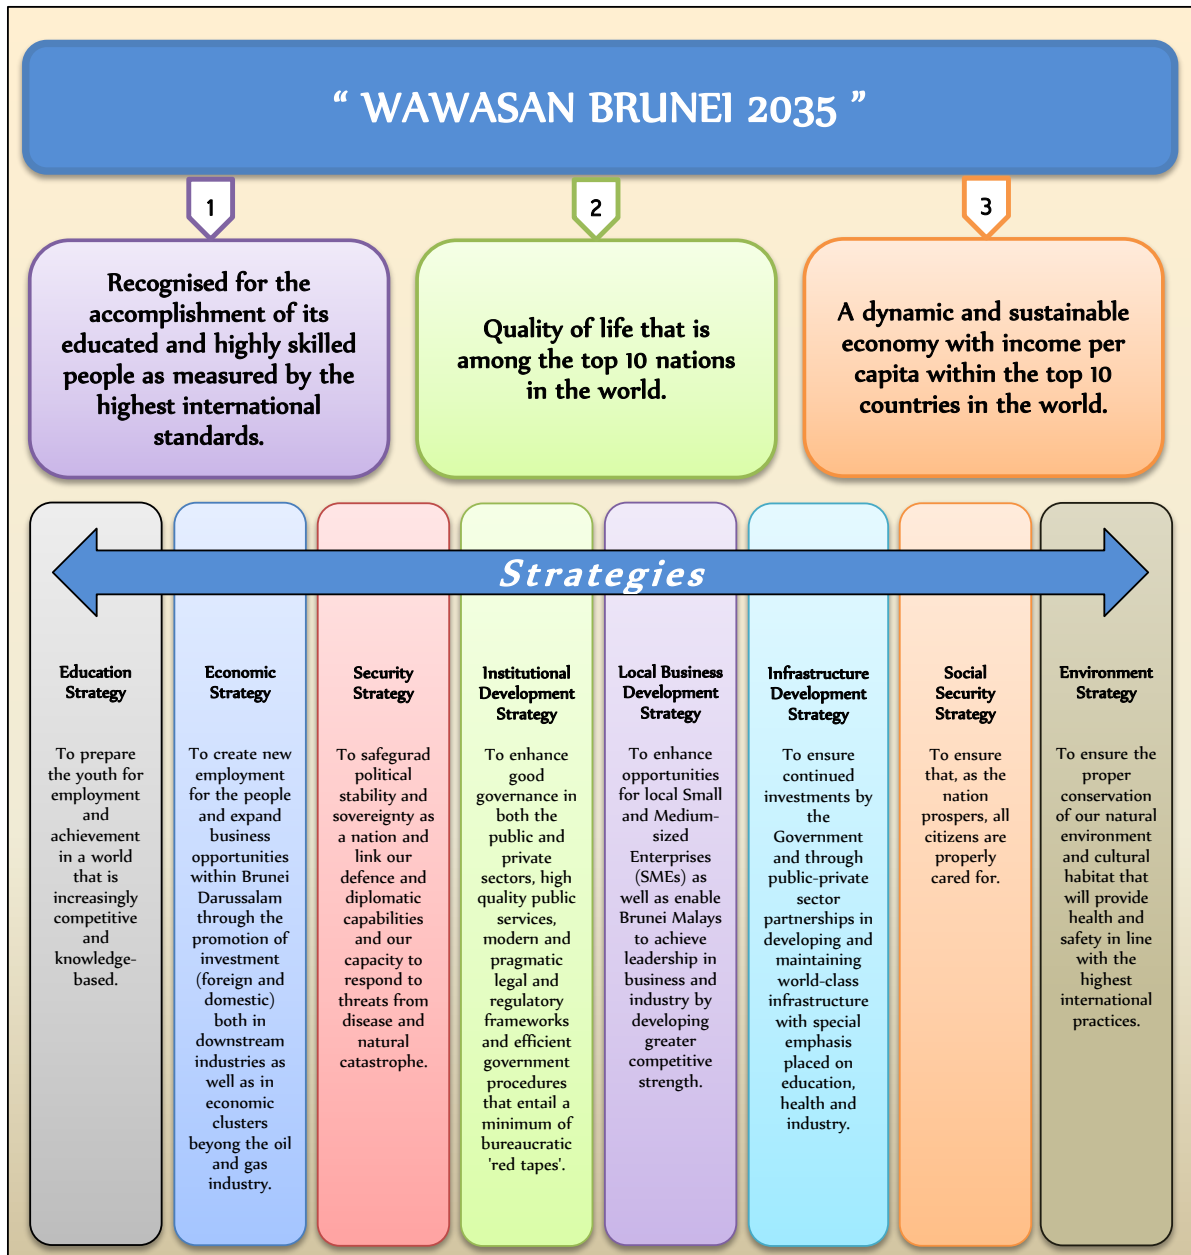 “ WAWASAN BRUNEI 2035 ”
1
Recognised for the
accomplishment of its
educated and highly skilled
people as measured by the
highest international
standards.
2
Quality of life that is
among the top 10 nations
in the world.
3
A dynamic and sustainable
economy with income per
capita within the top 10
countries in the world.
Strategies
Education
Strategy
To prepare
the youth for
employment
and
achievement
in a world
that is
increasingly
competitive
and
knowledge-
based.
Economic
Strategy
To create new
employment
for the people
and expand
business
opportunities
within Brunei
Darussalam
through the
promotion of
investment
(foreign and
domestic)
both in
downstream
industries as
well as in
economic
clusters
beyong the oil
and gas
industry.
Security
Strategy
To safegurad
political
stability and
sovereignty as
a nation and
link our
defence and
diplomatic
capabilities
and our
capacity to
respond to
threats from
disease and
natural
catastrophe.
Institutional
Development
Strategy
To enhance
good
governance in
both the
public and
private
sectors, high
quality public
services,
modern and
pragmatic
legal and
regulatory
frameworks
and efficient
government
procedures
that entail a
minimum of
bureaucratic
'red tapes'.
Local Business
Development
Strategy
To enhance
opportunities
for local Small
and Medium-
sized
Enterprises
(SMEs) as
well as enable
Brunei Malays
to achieve
leadership in
business and
industry by
developing
greater
competitive
strength.
Infrastructure
Development
Strategy
To ensure
continued
investments by
the
Government
and through
public-private
sector
partnerships in
developing and
maintaining
world-class
infrastructure
with special
emphasis
placed on
education,
health and
industry.
Social
Security
Strategy
To ensure
that, as the
nation
prospers, all
citizens are
properly
cared for.
Environment
Strategy
To ensure the
proper
conservation
of our natural
environment
and cultural
habitat that
will provide
health and
safety in line
with the
highest
international
practices.